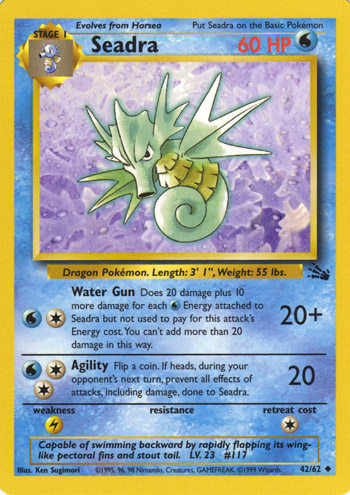 Evolves from Horsea
Put Seadra on the Basic Pokémon
STAGE 1
Seadra
60 HP
Dragon Pokémon. Length: 3' 1", Weight: 55 lbs.
Water Gun Does 20 damage plus 10
more damage for each Energy attached to
Seadra but not used to pay for this attack's
Energy cost. You can't add more than 20
damage in this way.
20+
Agility Flip a coin. If heads, during your
opponent's next turn, prevent all effects of
attacks, including damage, done to Seadra.
20
weakness
resistance
retreat cost
Capable of swimming backward by rapidly flapping its wing-
like pectoral fins and stout tail. LV. 23 #117
Illus. Ken Sugimori
©1995, 96, 98 Nintendo, Creatures, GAMEFREAK. ©1999 Wizards.
42/62